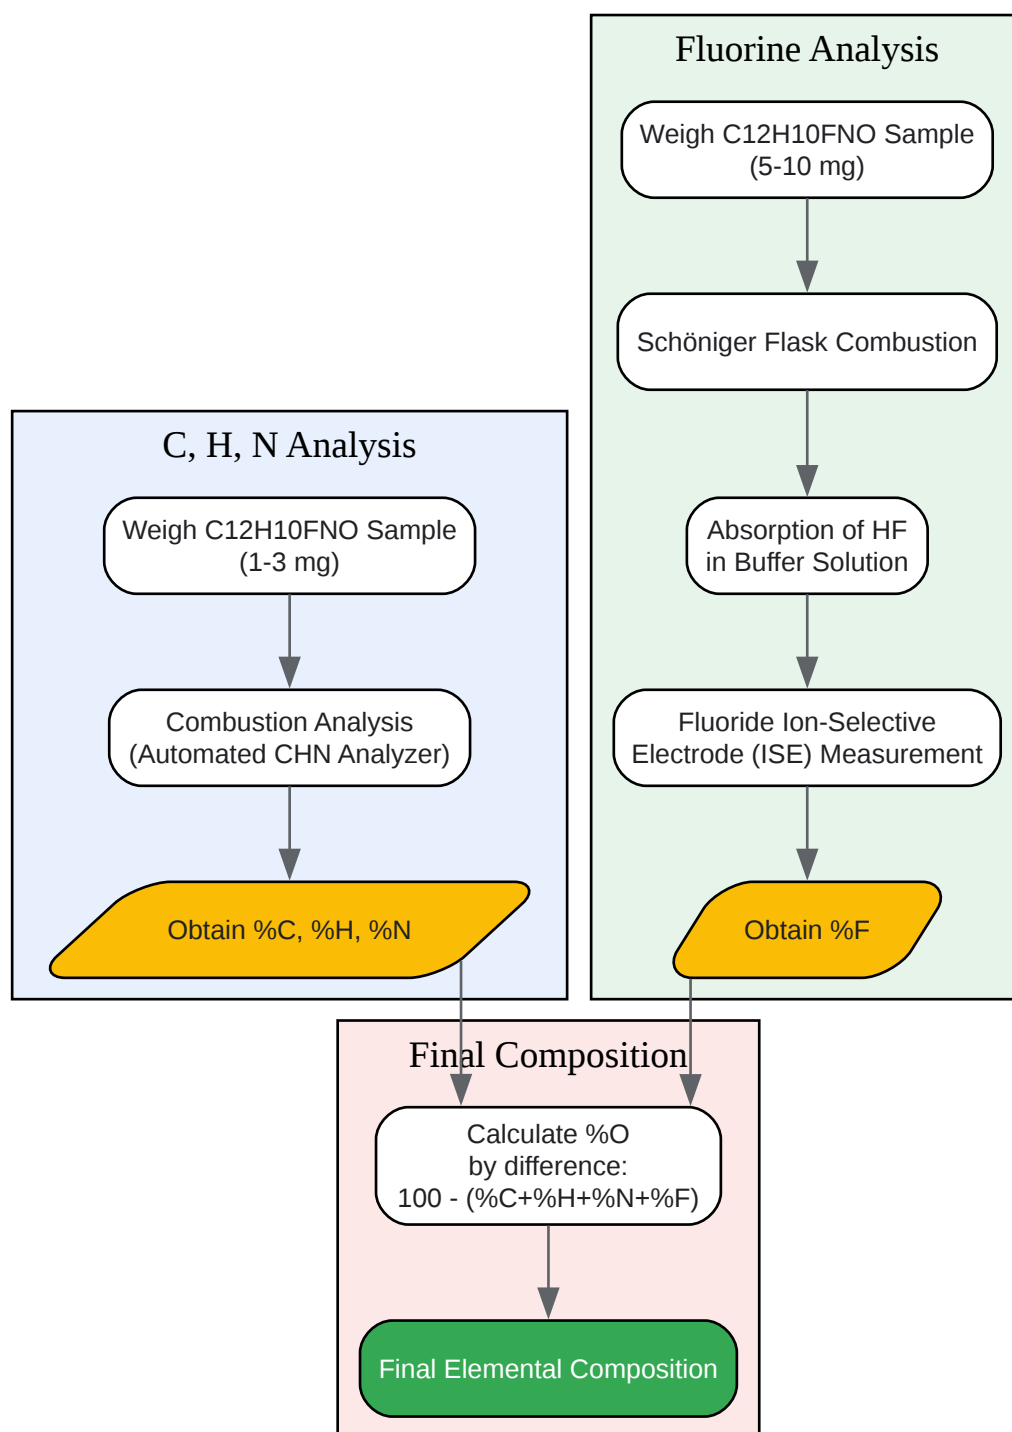 Fluorine Analysis
Weigh C12H10FNO Sample
(5-10 mg)
Schöniger Flask Combustion
Absorption of HF
in Buffer Solution
Fluoride Ion-Selective
Electrode (ISE) Measurement
Obtain %F
C, H, N Analysis
Weigh C12H10FNO Sample
(1-3 mg)
Combustion Analysis
(Automated CHN Analyzer)
Obtain %C, %H, %N
Final Composition
Calculate %O
by difference:
100 - (%C+%H+%N+%F)
Final Elemental Composition